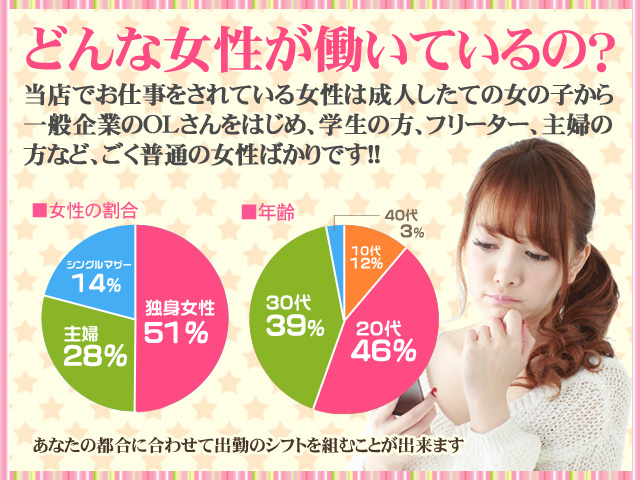 どんな女性が働いているの？
当店でお仕事をされている女性は成人したての女の子から
一般企業のOLさんをはじめ、学生の方、フリーター、主婦の
方など、ごく普通の女性ばかりです!!
■女性の割合
シングルマザー
14%
独身女性
51%
主婦
28%
■年齢
40代
3%
10代
12%
30代
39%
20代
46%
あなたの都合に合わせて出勤のシフトを組むことが出来ます